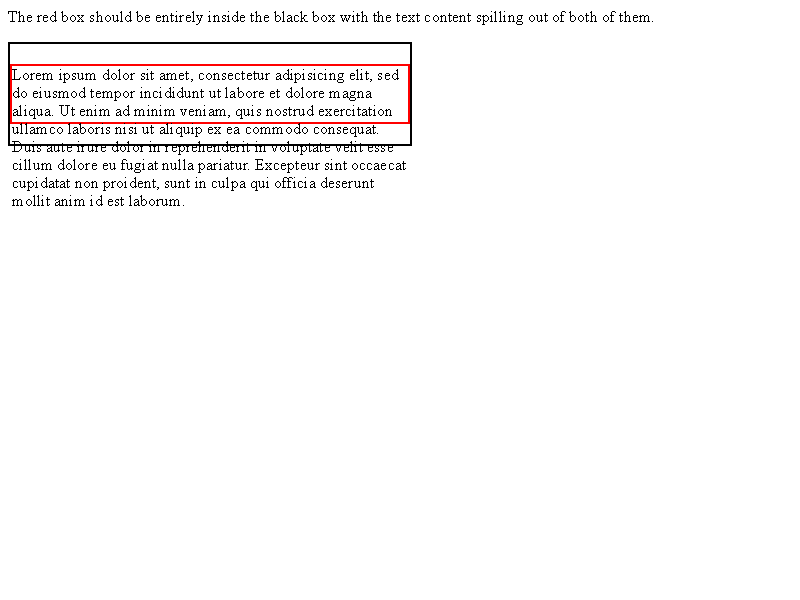 The red box should be entirely inside the black box with the text content spilling out of both of them.
Lorem ipsum dolor sit amet, consectetur adipisicing elit, sed
do eiusmod tempor incididunt ut labore et dolore magna
aliqua. Ut enim ad minim veniam, quis nostrud exercitation
ullamco laboris nisi ut aliquip ex ea commodo consequat.
Duis aute irure dolor in reprehenderit in voluptate velit esse
cillum dolore eu fugiat nulla pariatur. Excepteur sint occaecat
cupidatat non proident, sunt in culpa qui officia deserunt
mollit anim id est laborum.